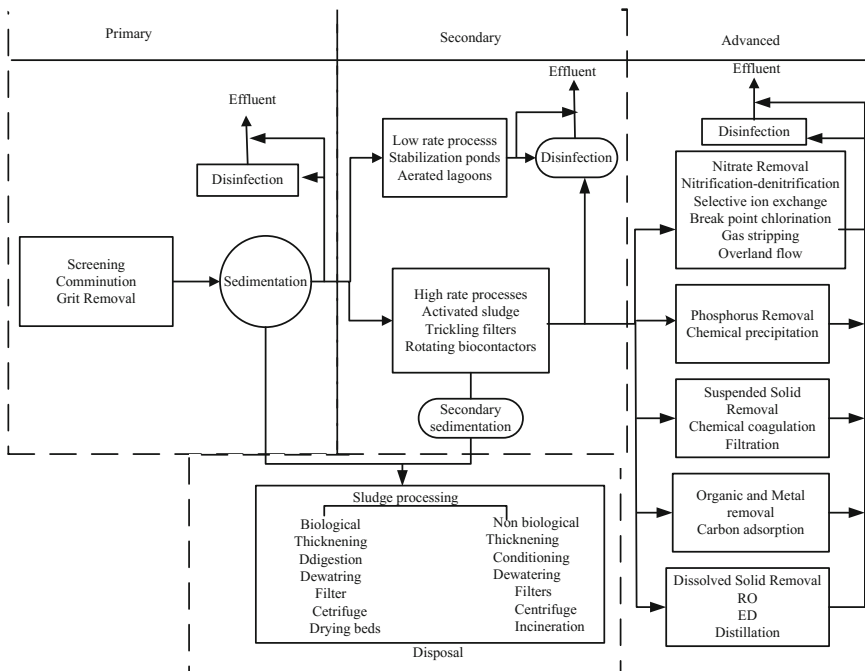 Primary
Secondary
Advanced
Effluent
Disinfection
Screening
Comminution
Grit Removal
Sedimentation
Effluent
Low rate processs
Stabilization ponds
Aerated lagoons
Disinfection
High rate processes
Activated sludge
Trickling filters
Rotating biocontactors
Secondary
sedimentation
Effluent
Disinfection
Nitrate Removal
Nitrification-denitrification
Selective ion exchange
Break point chlorination
Gas stripping
Overland flow
Phosphorus Removal
Chemical precipitation
Suspended Solid
Removal
Chemical coagulation
Filtration
Organic and Metal
removal
Carbon adsorption
Dissolved Solid Removal
RO
ED
Distillation
Sludge processing
Biological
Thicknening
Ddigestion
Dewatring
Filter
Cetrifuge
Drying beds
Non biological
Thickenening
Conditioning
Dewatering
Filters
Centrifuge
Incineration
Disposal